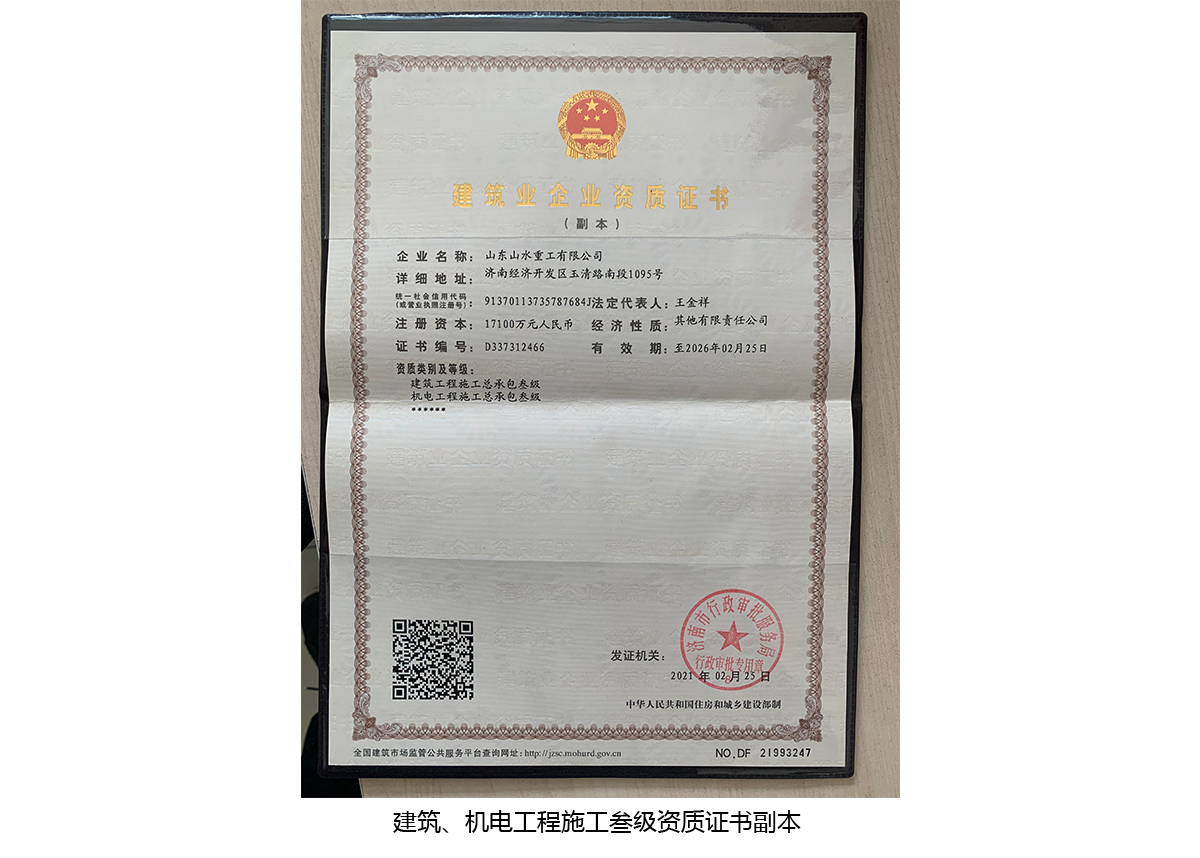 建筑业企业资质证书
（副本）
企业名称：山东山水重工有限公司
详细地址：济南经济开发区玉清路南段1095号
统一社会信用代码
(或营业执照注册号)：91370113735787684J 法定代表人：王金祥
注册资本：17100万元人民币 经济性质：其他有限责任公司
证书编号：D337312466 有效期：至2026年02月25日
资质类别及等级：
建筑工程施工总承包叁级
机电工程施工总承包叁级
******
济南市行政审批服务局
行政审批专用章
发证机关：
2021 年 02 月 25 日
中华人民共和国住房和城乡建设部制
全国建筑市场监管公共服务平台查询网址：http://jzsc.mohurd.gov.cn
NO.DF 21993247
建筑、机电工程施工叁级资质证书副本